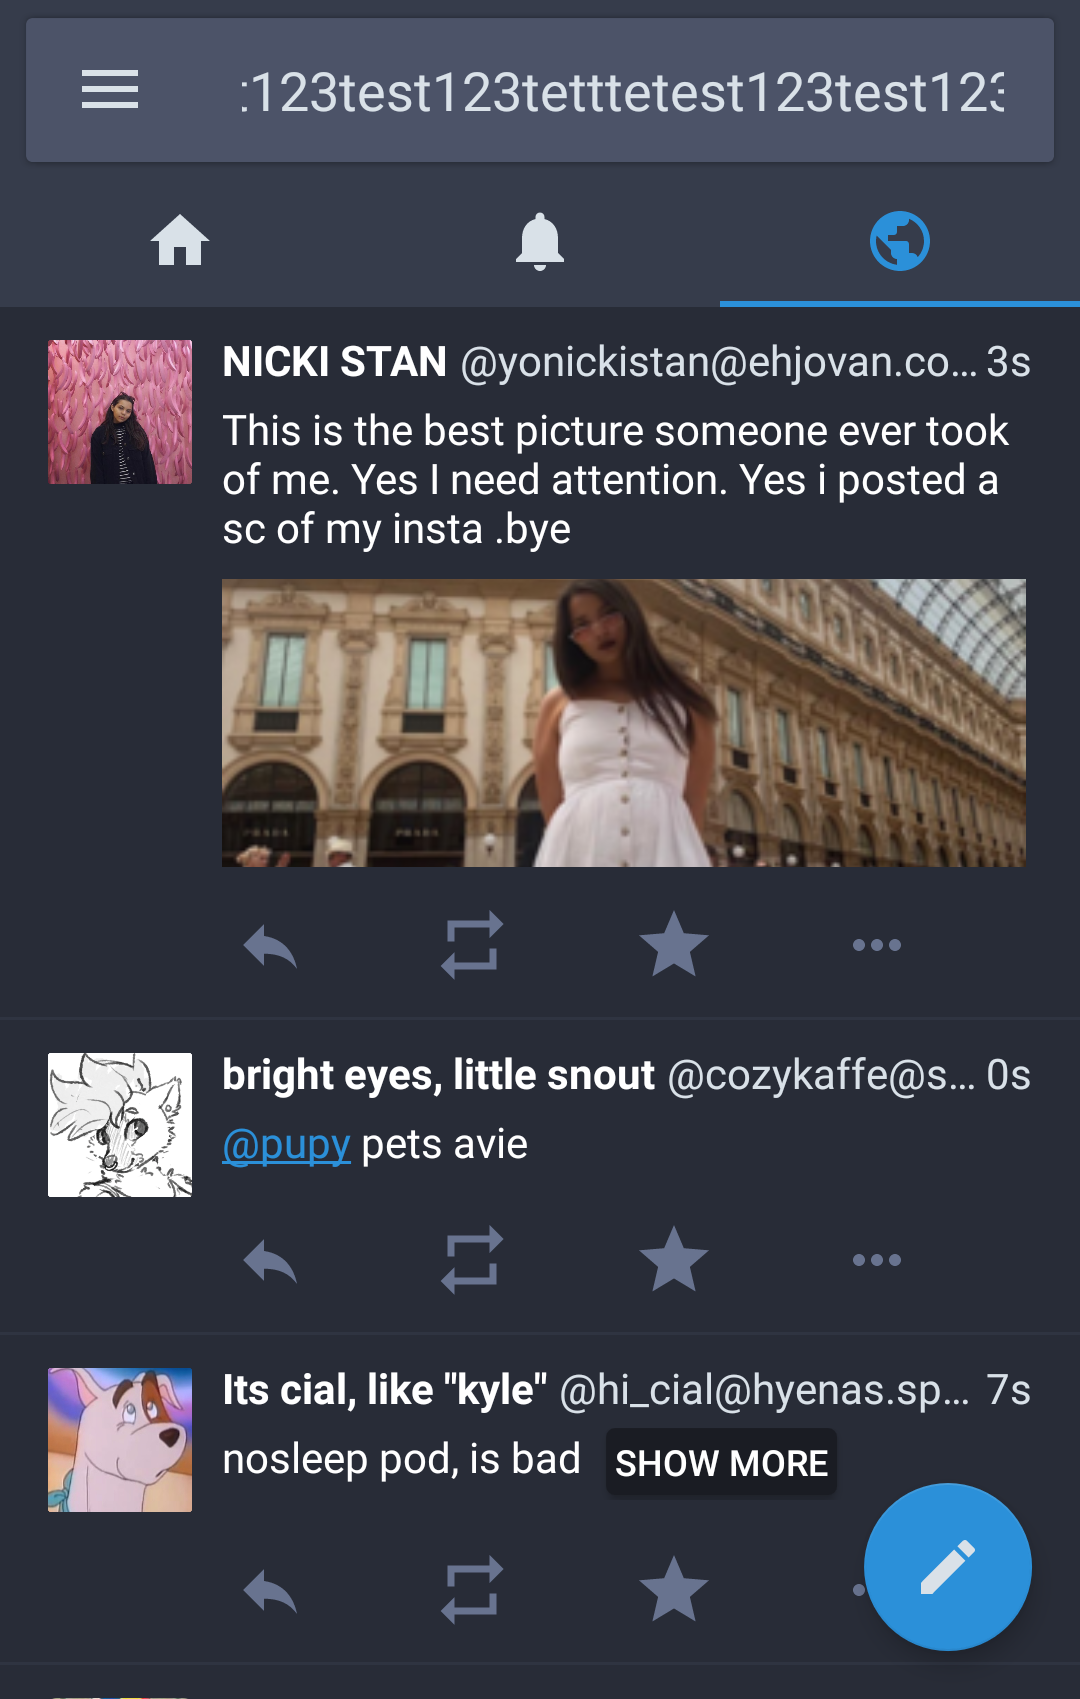 :123test123tetttetest123test123
NICKI STAN @yonickistan@ehjovan.co... 3s
This is the best picture someone ever took
of me. Yes I need attention. Yes i posted a
sc of my insta .bye
PRADA PRADA
bright eyes, little snout @cozykaffe@s... 0s
@pupy pets avie
Its cial, like "kyle" @hi_cial@hyenas.sp... 7s
nosleep pod, is bad SHOW MORE